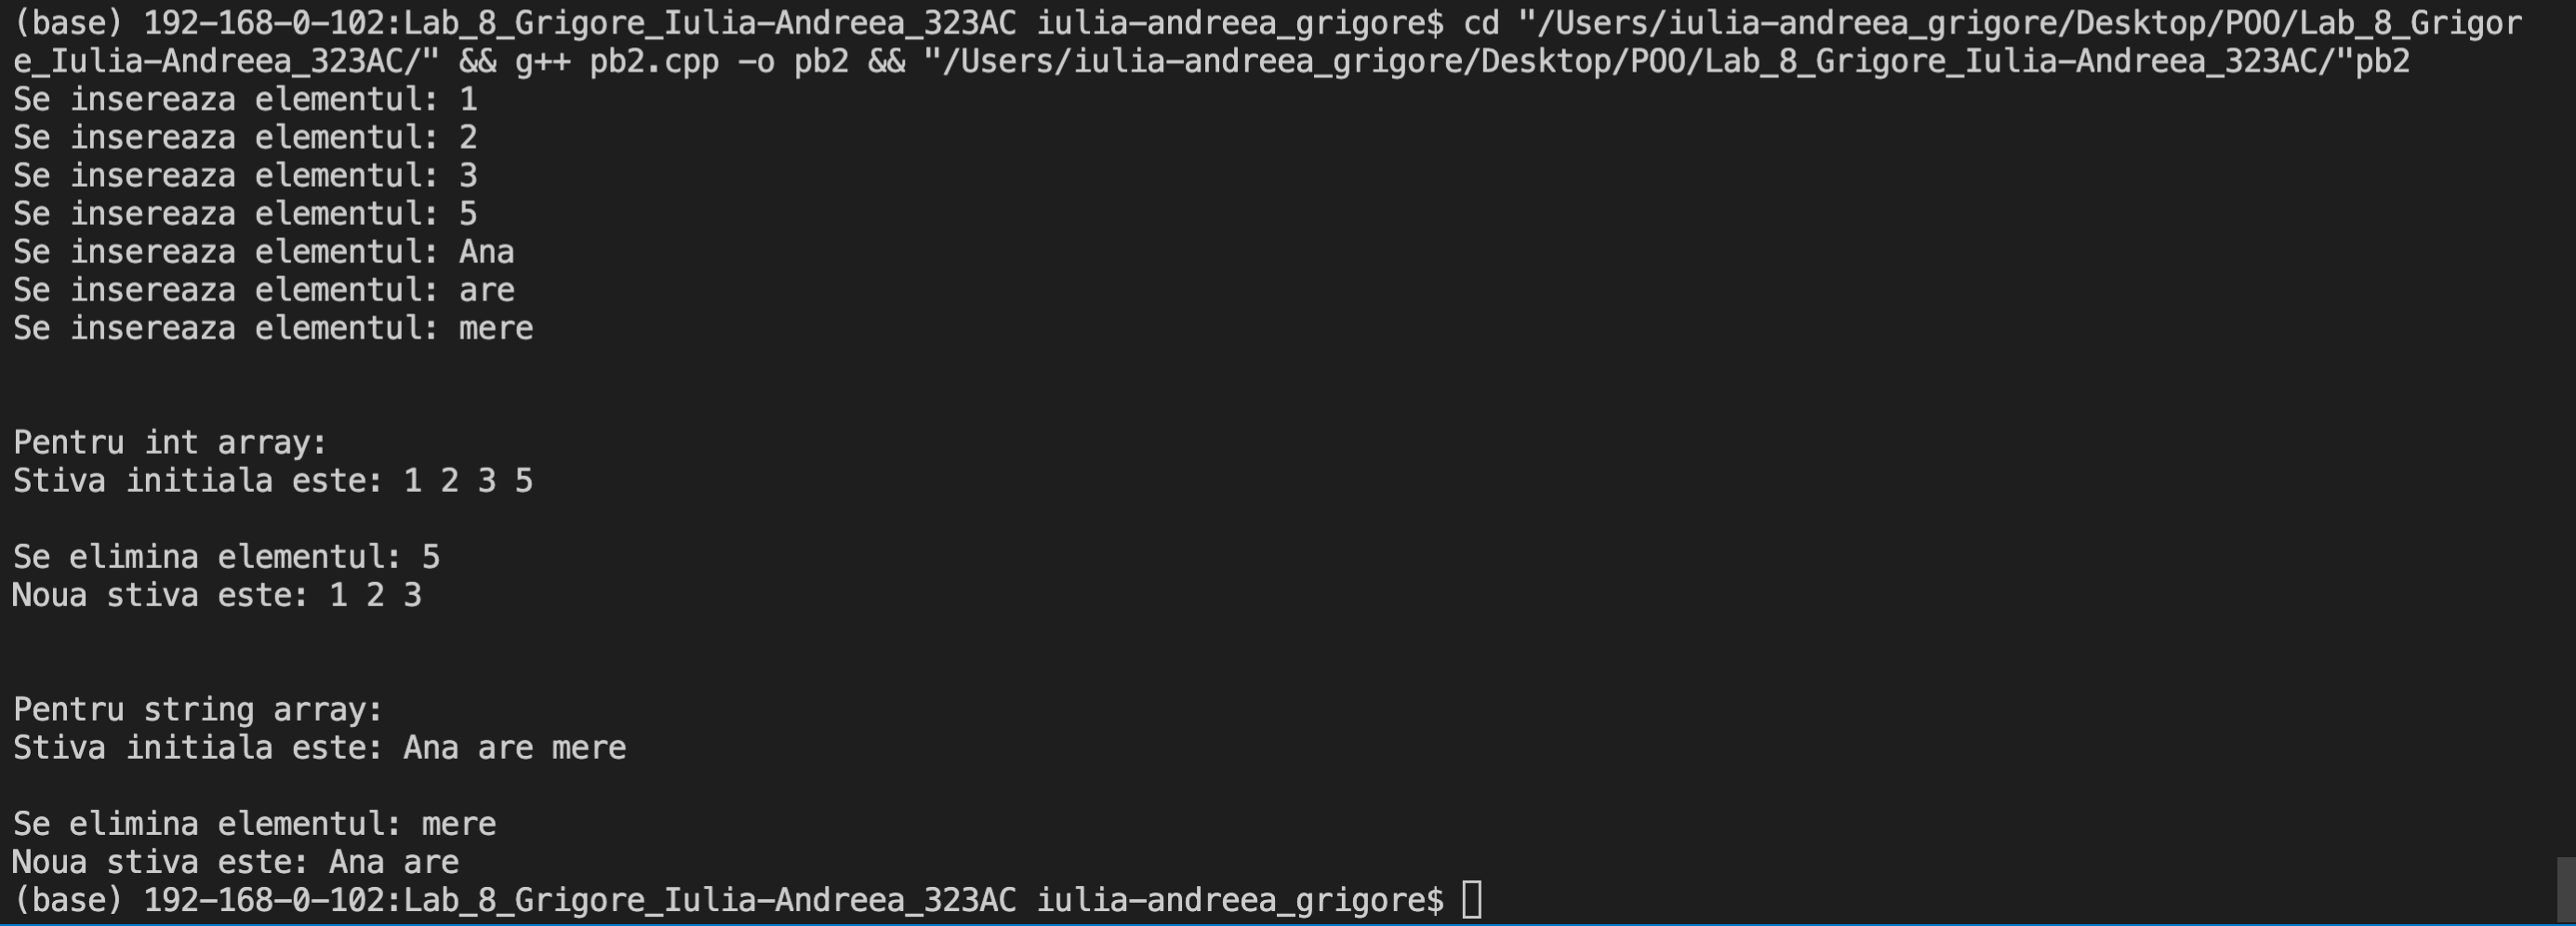 (base) 192-168-0-102:Lab_8_Grigore_Iulia-Andreea_323AC iulia-andreea_grigore$ cd "/Users/iulia-andreea_grigore/Desktop/POO/Lab_8_Grigor
e_Iulia-Andreea_323AC/" && g++ pb2.cpp -o pb2 && "/Users/iulia-andreea_grigore/Desktop/POO/Lab_8_Grigore_Iulia-Andreea_323AC/"pb2
Se insereaza elementul: 1
Se insereaza elementul: 2
Se insereaza elementul: 3
Se insereaza elementul: 5
Se insereaza elementul: Ana
Se insereaza elementul: are
Se insereaza elementul: mere
Pentru int array:
Stiva initiala este: 1 2 3 5
Se elimina elementul: 5
Noua stiva este: 1 2 3
Pentru string array:
Stiva initiala este: Ana are mere
Se elimina elementul: mere
Noua stiva este: Ana are
(base) 192-168-0-102:Lab_8_Grigore_Iulia-Andreea_323AC iulia-andreea_grigore$